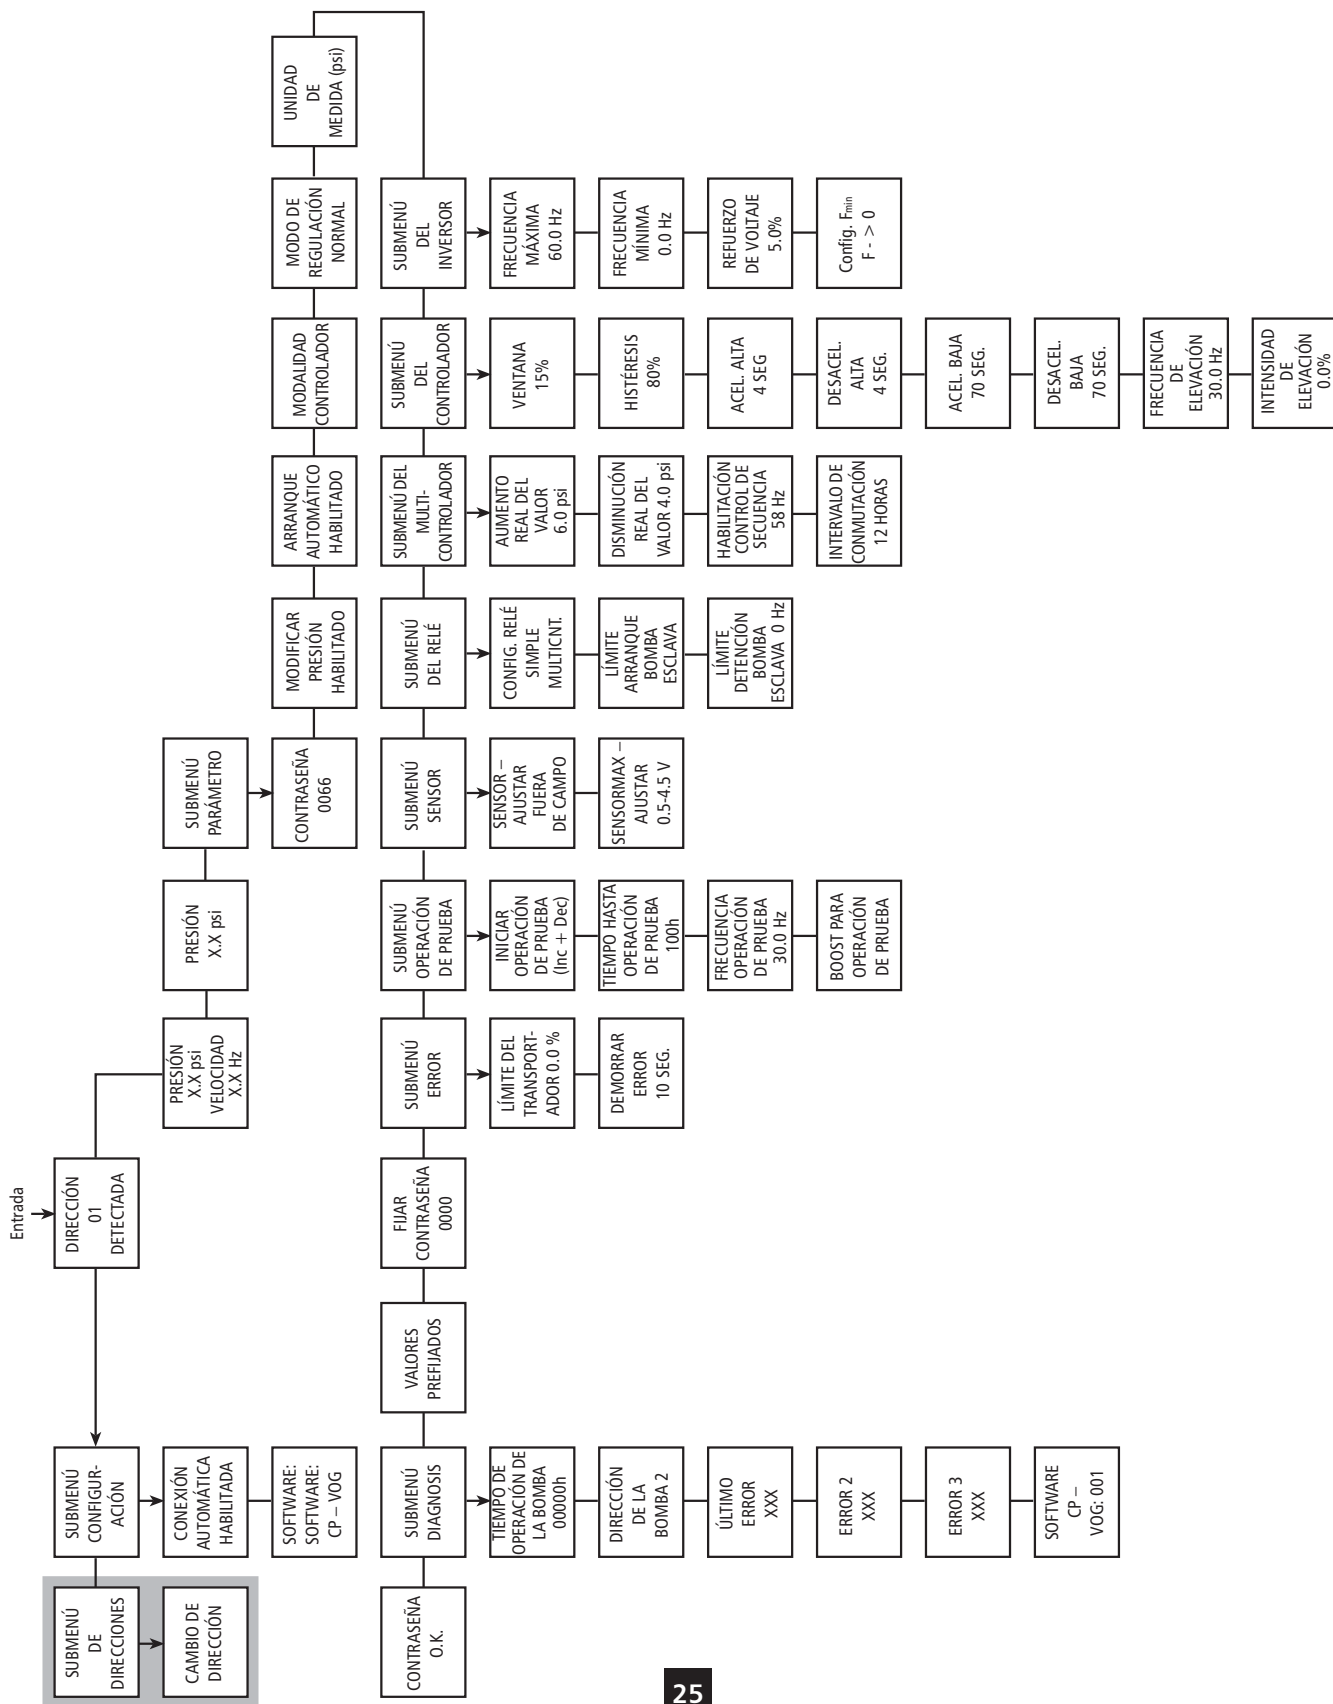 Entrada
DIRECCIÓN
01
DETECTADA
SUBMENÚ
DE
DIRECCIONES
CAMBIO DE
DIRECCIÓN
SUBMENÚ
CONFIGUR-
ACIÓN
CONEXIÓN
AUTOMÁTICA
HABILITADA
SOFTWARE:
SOFTWARE:
CP – VOG
PRESIÓN
X.X psi
VELOCIDAD
X.X Hz
PRESIÓN
X.X psi
SUBMENÚ
PARÁMETRO
CONTRASEÑA
0066
MODIFICAR
PRESIÓN
HABILITADO
ARRANQUE
AUTOMÁTICO
HABILITADO
MODALIDAD
CONTROLADOR
MODO DE
REGULACIÓN
NORMAL
UNIDAD
DE
MEDIDA (psi)
CONTRASEÑA
O.K.
SUBMENÚ
DIAGNOSIS
TIEMPO DE
OPERACIÓN DE
LA BOMBA
00000h
DIRECCIÓN
DE LA
BOMBA 2
ÚLTIMO
ERROR
XXX
ERROR 2
XXX
ERROR 3
XXX
SOFTWARE
CP –
VOG: 001
VALORES
PREFIJADOS
FIJAR
CONTRASEÑA
0000
SUBMENÚ
ERROR
LÍMITE DEL
TRANSPORT-
ADOR 0.0 %
DEMORRAR
ERROR
10 SEG.
SUBMENÚ
OPERACIÓN
DE PRUEBA
INICIAR
OPERACIÓN
DE PRUEBA
(Inc + Dec)
TIEMPO HASTA
OPERACIÓN
DE PRUEBA
100h
FRECUENCIA
OPERACIÓN
DE PRUEBA
30.0 Hz
BOOST PARA
OPERACIÓN
DE PRUEBA
SUBMENÚ
SENSOR
SENSOR –
AJUSTAR
FUERA
DE CAMPO
SENSORMAX –
AJUSTAR
0.5-4.5 V
SUBMENÚ
DEL RELÉ
CONFIG. RELÉ
SIMPLE
MULTICNT.
LÍMITE
ARRANQUE
BOMBA
ESCLAVA
LÍMITE
DETENCIÓN
BOMBA
ESCLAVA 0 Hz
SUBMENÚ DEL
MULTI-
CONTROLADOR
AUMENTO
REAL DEL
VALOR
6.0 psi
DISMINUCIÓN
REAL DEL
VALOR 4.0 psi
HABILITACIÓN
CONTROL DE
SECUENCIA
58 Hz
INTERVALO DE
CONMUTACIÓN
12 HORAS
SUBMENÚ
DEL
CONTROLADOR
VENTANA
15%
HISTÉRESIS
80%
ACEL. ALTA
4 SEG
DESACEL.
ALTA
4 SEG.
ACEL. BAJA
70 SEG.
DESACEL.
BAJA
70 SEG.
FRECUENCIA
DE
ELEVACIÓN
30.0 Hz
INTENSIDAD
DE
ELEVACIÓN
0.0%
SUBMENÚ
DEL
INVERSOR
FRECUENCIA
MÁXIMA
60.0 Hz
FRECUENCIA
MÍNIMA
0.0 Hz
REFUERZO
DE VOLTAJE
5.0%
Config. Fmin
F - > 0
25